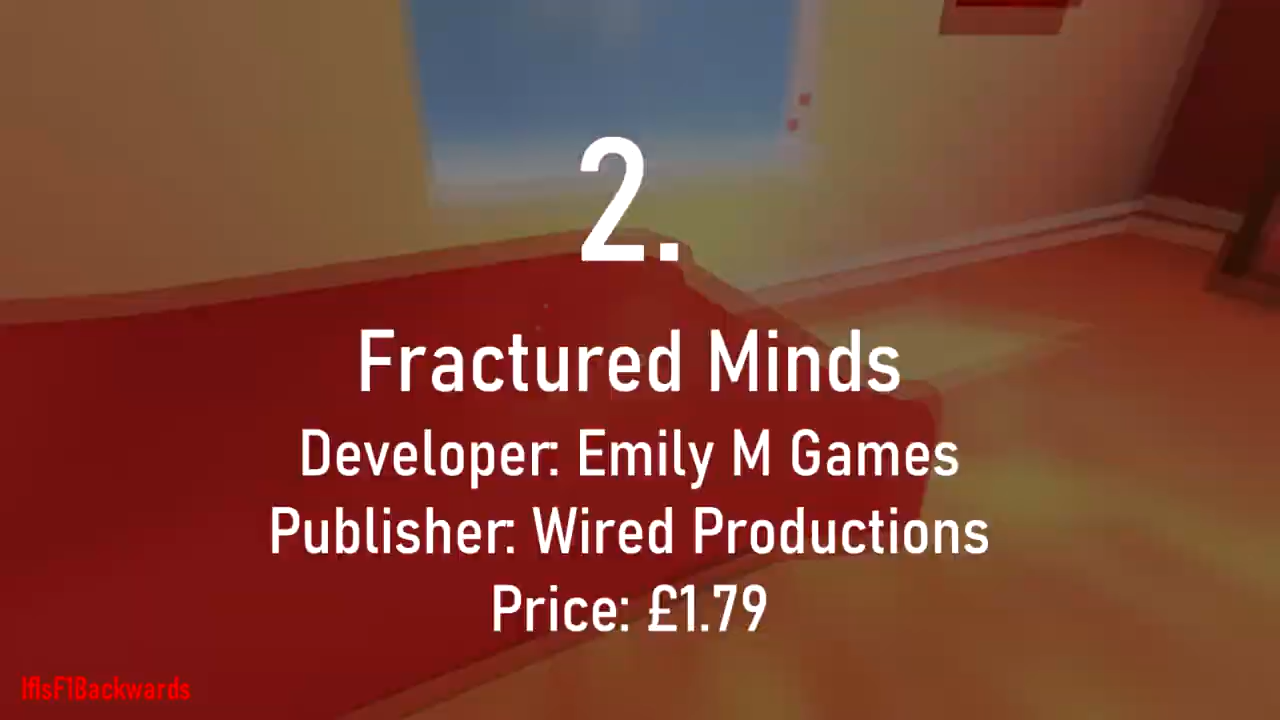 2.
Fractured Minds
Developer: Emily M Games
Publisher: Wired Productions
Price: £1.79
IfIsF1Backwards